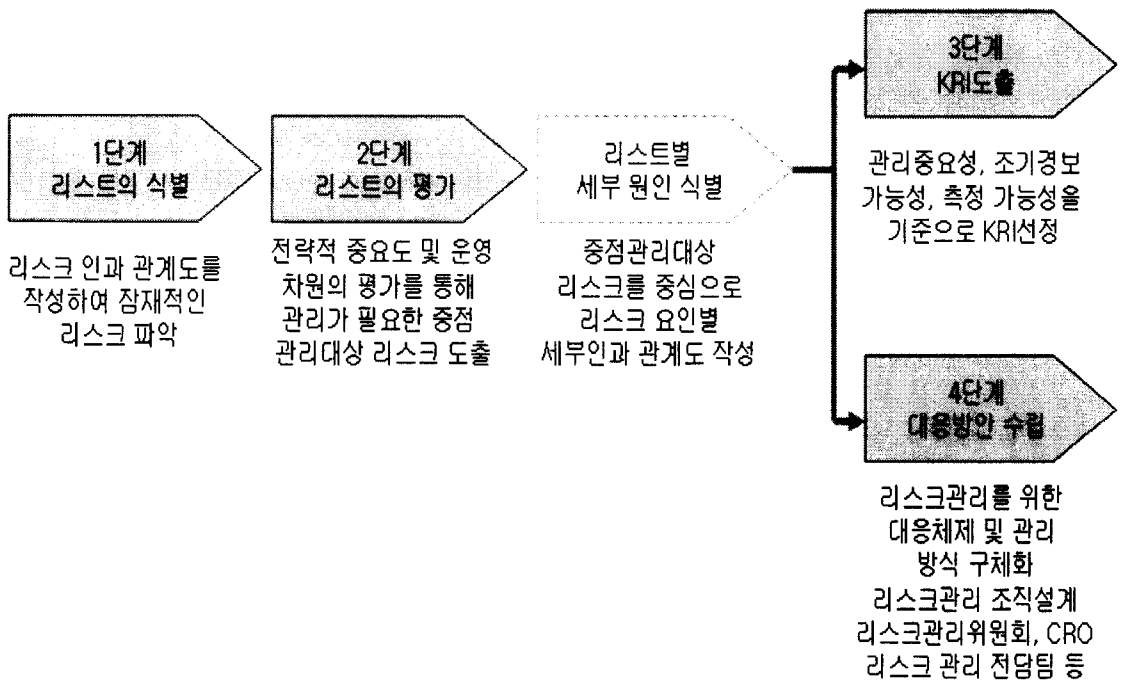 1단계
리스트의 식별
리스크 인과 관계도를
작성하여 잠재적인
리스크 파악
2단계
리스트의 평가
전략적 중요도 및 운영
차원의 평가를 통해
관리가 필요한 중점
관리대상 리스크 도출
리스트별
세부 원인 식별
중점관리대상
리스크를 중심으로
리스크 요인별
세부인과 관계도 작성
3단계
KRI도출
관리중요성, 조기경보
가능성, 측정 가능성을
기준으로 KRI선정
4단계
대응방안 수립
리스크관리를 위한
대응체제 및 관리
방식 구체화
리스크관리 조직설계
리스크관리위원회, CRO
리스크 관리 전담팀 등